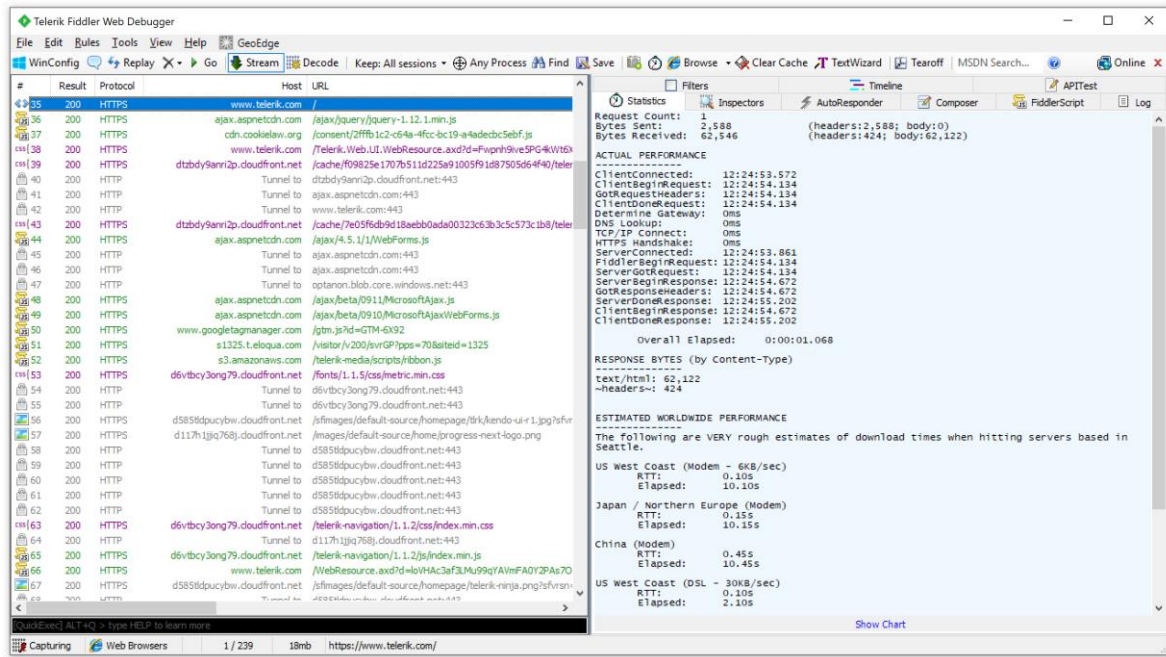 Telerik Fiddler Web Debugger
File Edit Rules Tools View Help GeoEdge
WinConfig Replay X Go Stream Decode Keep: All sessions Any Process Find Save Browse Clear Cache TextWizard Tearoff MSDN Search... Online X
# Result Protocol Host URL
35 200 HTTPS www.telerik.com /
36 200 HTTPS ajax.aspnetcdn.com /ajax/jquery/jquery-1.12.1.min.js
37 200 HTTPS cdn.cookielaw.org /consent/2fffb1c2-c64a-4fcc-bc19-a4adecbc5ebf.js
38 200 HTTPS www.telerik.com /Telerik.Web.UI.WebResource.axd?d=Fwpnh9ive5PG4kWt6X
39 200 HTTPS dtzbdy9anri2p.cloudfront.net /cache/f09825e1707b511d225a91005f91d87505d64f40/teler
40 200 HTTP Tunnel to dtzbdy9anri2p.cloudfront.net:443
41 200 HTTP Tunnel to ajax.aspnetcdn.com:443
42 200 HTTP Tunnel to www.telerik.com:443
43 200 HTTPS dtzbdy9anri2p.cloudfront.net /cache/7e05f6db9d18aebb0ada00323c63b3c5c573c1b8/teler
44 200 HTTPS ajax.aspnetcdn.com /ajax/4.5.1/1/WebForms.js
45 200 HTTP Tunnel to ajax.aspnetcdn.com:443
46 200 HTTP Tunnel to ajax.aspnetcdn.com:443
47 200 HTTP Tunnel to optanon.blob.core.windows.net:443
48 200 HTTPS ajax.aspnetcdn.com /ajax/beta/0911/MicrosoftAjax.js
49 200 HTTPS ajax.aspnetcdn.com /ajax/beta/0910/MicrosoftAjaxWebForms.js
50 200 HTTPS www.googletagmanager.com /gtm.js?id=GTM-6X92
51 200 HTTPS s1325.t.eloqua.com /visitor/v200/svrGP?pps=70&siteid=1325
52 200 HTTPS s3.amazonaws.com /telerik-media/scripts/ribbon.js
53 200 HTTPS d6vtbcy3ong79.cloudfront.net /fonts/1.1.5/css/metric.min.css
54 200 HTTP Tunnel to d6vtbcy3ong79.cloudfront.net:443
55 200 HTTP Tunnel to d6vtbcy3ong79.cloudfront.net:443
56 200 HTTPS d585tldpucybw.cloudfront.net /sfimages/default-source/homepage/tlrk/kendo-ui-r1.jpg?sfvr
57 200 HTTPS d117h1jjiq768j.cloudfront.net /images/default-source/home/progress-next-logo.png
58 200 HTTP Tunnel to d585tldpucybw.cloudfront.net:443
59 200 HTTP Tunnel to d585tldpucybw.cloudfront.net:443
60 200 HTTP Tunnel to d585tldpucybw.cloudfront.net:443
61 200 HTTP Tunnel to d585tldpucybw.cloudfront.net:443
62 200 HTTP Tunnel to d585tldpucybw.cloudfront.net:443
63 200 HTTPS d6vtbcy3ong79.cloudfront.net /telerik-navigation/1.1.2/css/index.min.css
64 200 HTTP Tunnel to d117h1jjiq768j.cloudfront.net:443
65 200 HTTPS d6vtbcy3ong79.cloudfront.net /telerik-navigation/1.1.2/js/index.min.js
66 200 HTTPS www.telerik.com /WebResource.axd?d=loVHAc3af3LMu99qYAVmFA0Y2PAs7O
67 200 HTTPS d585tldpucybw.cloudfront.net /sfimages/default-source/homepage/telerik-ninja.png?sfvrsn=
68 200 HTTP Tunnel to d585tldpucybw.cloudfront.net:443
[QuickExec] ALT+Q > type HELP to learn more
Capturing Web Browsers 1 / 239 18mb https://www.telerik.com/
Filters Timeline APITest
Statistics Inspectors AutoResponder Composer FiddlerScript Log
Request Count: 1
Bytes Sent: 2,588 (headers:2,588; body:0)
Bytes Received: 62,546 (headers:424; body:62,122)
ACTUAL PERFORMANCE
--------------
ClientConnected: 12:24:53.572
ClientBeginRequest: 12:24:54.134
GotRequestHeaders: 12:24:54.134
ClientDoneRequest: 12:24:54.134
Determine Gateway: 0ms
DNS Lookup: 0ms
TCP/IP Connect: 0ms
HTTPS Handshake: 0ms
ServerConnected: 12:24:53.861
FiddlerBeginRequest: 12:24:54.134
ServerGotRequest: 12:24:54.134
ServerBeginResponse: 12:24:54.672
GotResponseHeaders: 12:24:54.672
ServerDoneResponse: 12:24:55.202
ClientBeginResponse: 12:24:54.672
ClientDoneResponse: 12:24:55.202
Overall Elapsed: 0:00:01.068
RESPONSE BYTES (by Content-Type)
--------------
text/html: 62,122
~headers~: 424
ESTIMATED WORLDWIDE PERFORMANCE
--------------
The following are VERY rough estimates of download times when hitting servers based in
Seattle.
US West Coast (Modem - 6KB/sec)
RTT: 0.10s
Elapsed: 10.10s
Japan / Northern Europe (Modem)
RTT: 0.15s
Elapsed: 10.15s
China (Modem)
RTT: 0.45s
Elapsed: 10.45s
US West Coast (DSL - 30KB/sec)
RTT: 0.10s
Elapsed: 2.10s
Show Chart